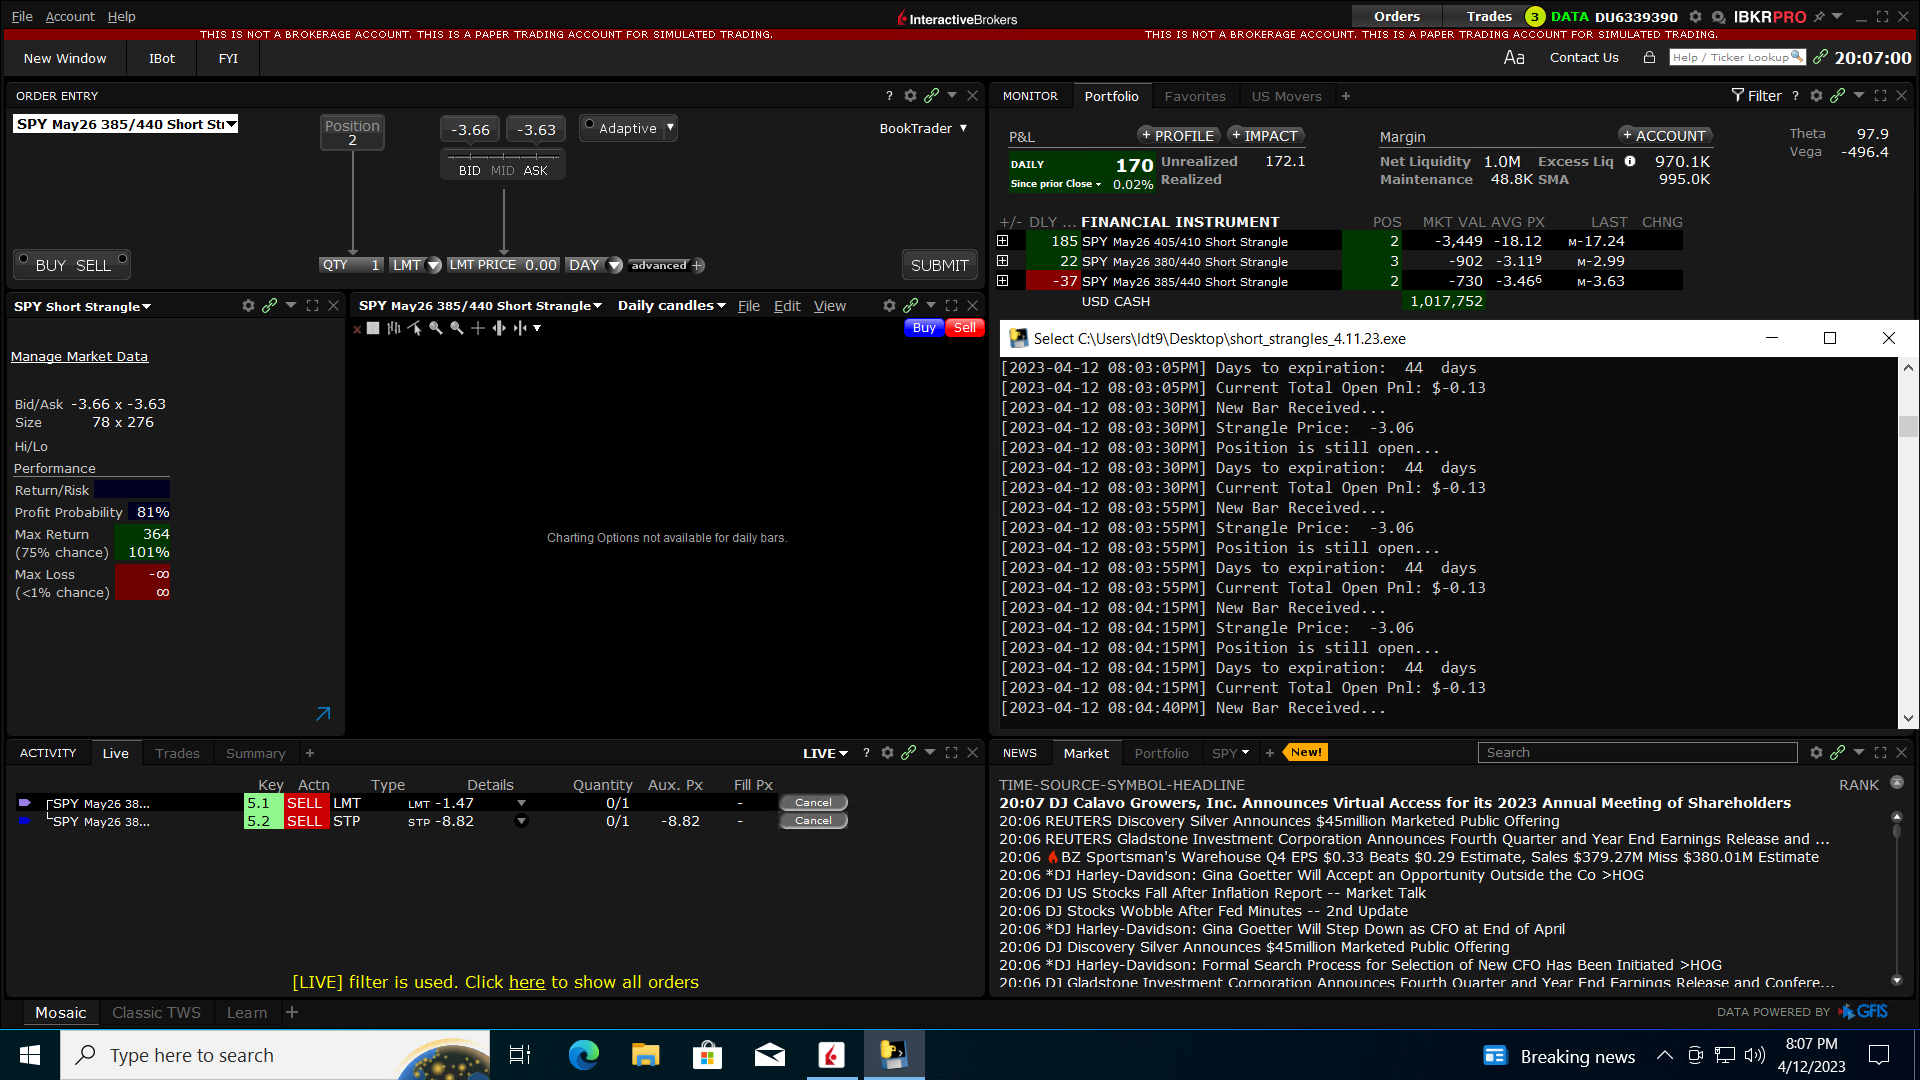 File Account Help
InteractiveBrokers
Orders Trades 3 DATA DU6339390 IBKRPRO
THIS IS NOT A BROKERAGE ACCOUNT. THIS IS A PAPER TRADING ACCOUNT FOR SIMULATED TRADING.
THIS IS NOT A BROKERAGE ACCOUNT. THIS IS A PAPER TRADING ACCOUNT FOR SIMULATED TRADING.
New Window IBot FYI
Aa Contact Us Help / Ticker Lookup 20:07:00
ORDER ENTRY ?
SPY May26 385/440 Short Str
Position
2
-3.66 -3.63 Adaptive
BID MID ASK
BookTrader
BUY SELL
QTY 1 LMT LMT PRICE 0.00 DAY advanced +
SUBMIT
MONITOR Portfolio Favorites US Movers + Filter ?
P&L + PROFILE + IMPACT
DAILY 170 Unrealized 172.1
Since prior Close 0.02% Realized
Margin + ACCOUNT
Net Liquidity 1.0M Excess Liq 970.1K
Maintenance 48.8K SMA 995.0K
Theta 97.9
Vega -496.4
+/- DLY ... FINANCIAL INSTRUMENT POS MKT VAL AVG PX LAST CHNG
185 SPY May26 405/410 Short Strangle 2 -3,449 -18.12 M-17.24
22 SPY May26 380/440 Short Strangle 3 -902 -3.119 M-2.99
-37 SPY May26 385/440 Short Strangle 2 -730 -3.466 M-3.63
USD CASH 1,017,752
SPY Short Strangle
Manage Market Data
Bid/Ask -3.66 x -3.63
Size 78 x 276
Hi/Lo
Performance
Return/Risk
Profit Probability 81%
Max Return 364
(75% chance) 101%
Max Loss -∞
(<1% chance) ∞
SPY May26 385/440 Short Strangle Daily candles File Edit View
Buy Sell
Charting Options not available for daily bars.
Select C:\Users\ldt9\Desktop\short_strangles_4.11.23.exe
[2023-04-12 08:03:05PM] Days to expiration: 44 days
[2023-04-12 08:03:05PM] Current Total Open Pnl: $-0.13
[2023-04-12 08:03:30PM] New Bar Received...
[2023-04-12 08:03:30PM] Strangle Price: -3.06
[2023-04-12 08:03:30PM] Position is still open...
[2023-04-12 08:03:30PM] Days to expiration: 44 days
[2023-04-12 08:03:30PM] Current Total Open Pnl: $-0.13
[2023-04-12 08:03:55PM] New Bar Received...
[2023-04-12 08:03:55PM] Strangle Price: -3.06
[2023-04-12 08:03:55PM] Position is still open...
[2023-04-12 08:03:55PM] Days to expiration: 44 days
[2023-04-12 08:03:55PM] Current Total Open Pnl: $-0.13
[2023-04-12 08:04:15PM] New Bar Received...
[2023-04-12 08:04:15PM] Strangle Price: -3.06
[2023-04-12 08:04:15PM] Position is still open...
[2023-04-12 08:04:15PM] Days to expiration: 44 days
[2023-04-12 08:04:15PM] Current Total Open Pnl: $-0.13
[2023-04-12 08:04:40PM] New Bar Received...
ACTIVITY Live Trades Summary + LIVE ?
Key Actn Type Details Quantity Aux. Px Fill Px
SPY May26 38... 5.1 SELL LMT LMT -1.47 0/1 - Cancel
SPY May26 38... 5.2 SELL STP STP -8.82 0/1 -8.82 - Cancel
[LIVE] filter is used. Click here to show all orders
NEWS Market Portfolio SPY + New! Search
TIME-SOURCE-SYMBOL-HEADLINE RANK
20:07 DJ Calavo Growers, Inc. Announces Virtual Access for its 2023 Annual Meeting of Shareholders
20:06 REUTERS Discovery Silver Announces $45million Marketed Public Offering
20:06 REUTERS Gladstone Investment Corporation Announces Fourth Quarter and Year End Earnings Release and ...
20:06 BZ Sportsman's Warehouse Q4 EPS $0.33 Beats $0.29 Estimate, Sales $379.27M Miss $380.01M Estimate
20:06 *DJ Harley-Davidson: Gina Goetter Will Accept an Opportunity Outside the Co >HOG
20:06 DJ US Stocks Fall After Inflation Report -- Market Talk
20:06 DJ Stocks Wobble After Fed Minutes -- 2nd Update
20:06 *DJ Harley-Davidson: Gina Goetter Will Step Down as CFO at End of April
20:06 DJ Discovery Silver Announces $45million Marketed Public Offering
20:06 *DJ Harley-Davidson: Formal Search Process for Selection of New CFO Has Been Initiated >HOG
20:06 DJ Gladstone Investment Corporation Announces Fourth Quarter and Year End Earnings Release and Confere...
Mosaic Classic TWS Learn +
DATA POWERED BY GFIS
Type here to search
Breaking news
8:07 PM
4/12/2023